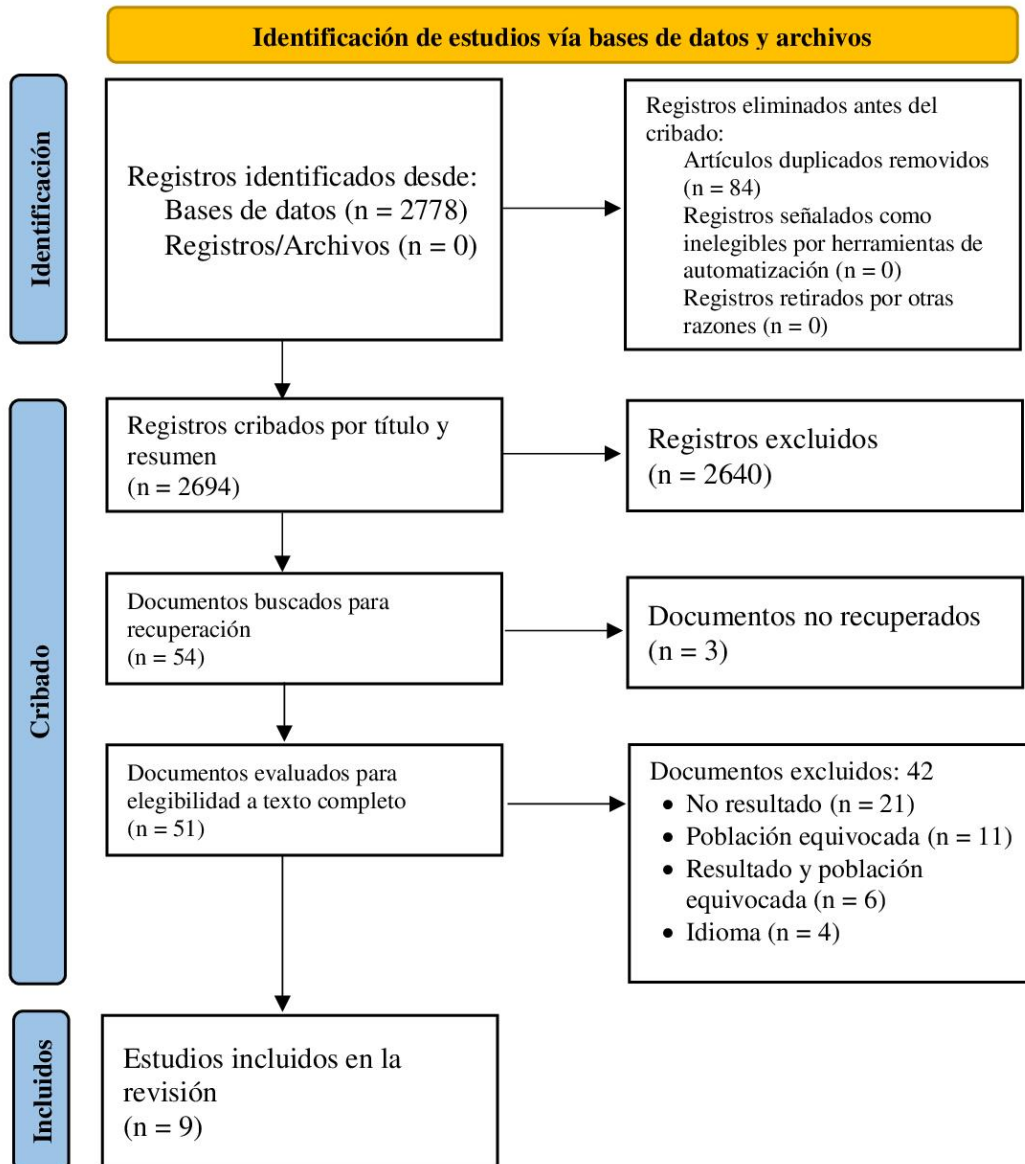 Identificación de estudios vía bases de datos y archivos
Identificación
Registros identificados desde:
Bases de datos (n = 2778)
Registros/Archivos (n = 0)
Registros eliminados antes del
cribado:
Artículos duplicados removidos
(n = 84)
Registros señalados como
inelegibles por herramientas de
automatización (n = 0)
Registros retirados por otras
razones (n = 0)
Cribado
Registros cribados por título y
resumen
(n = 2694)
Registros excluidos
(n = 2640)
Documentos buscados para
recuperación
(n = 54)
Documentos no recuperados
(n = 3)
Documentos evaluados para
elegibilidad a texto completo
(n = 51)
Documentos excluidos: 42
• No resultado (n = 21)
• Población equivocada (n = 11)
• Resultado y población
equivocada (n = 6)
• Idioma (n = 4)
Incluidos
Estudios incluidos en la
revisión
(n = 9)